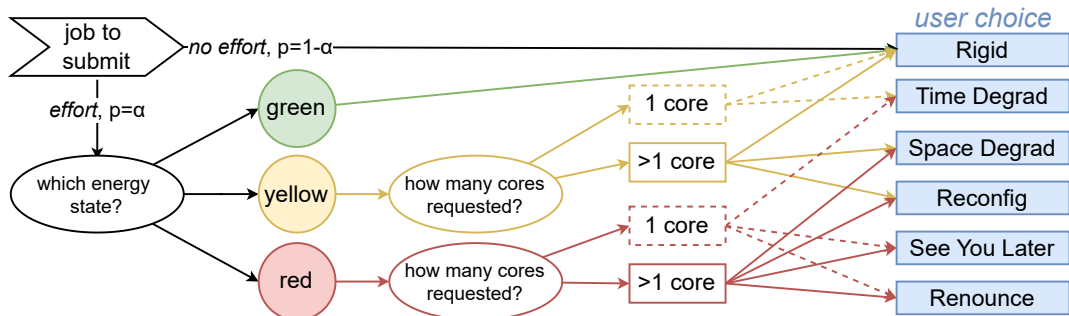 user choice
job to
submit
no effort, p=1-α
Rigid
effort, p=α
green
1 core
Time Degrad
which energy
state?
yellow
how many cores
requested?
>1 core
Space Degrad
Reconfig
1 core
See You Later
red
how many cores
requested?
>1 core
Renounce